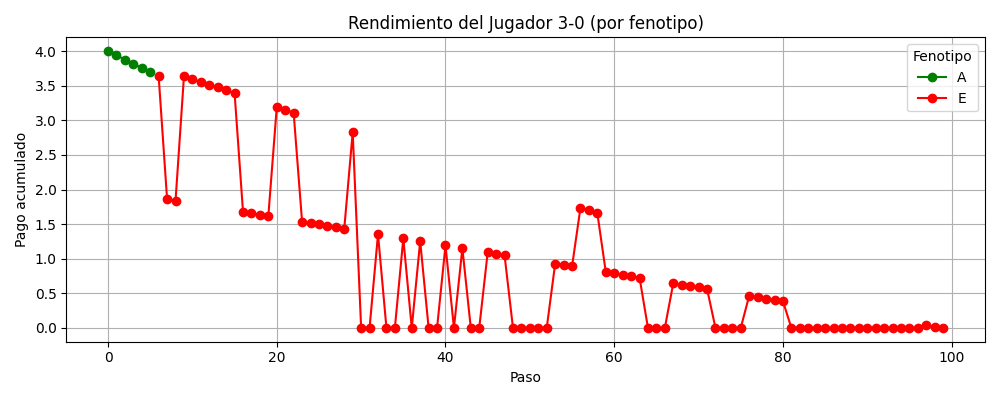 Rendimiento del Jugador 3-0 (por fenotipo)
Pago acumulado
4.0
3.5
3.0
2.5
2.0
1.5
1.0
0.5
0.0
Fenotipo
A
E
0 20 40 60 80 100
Paso